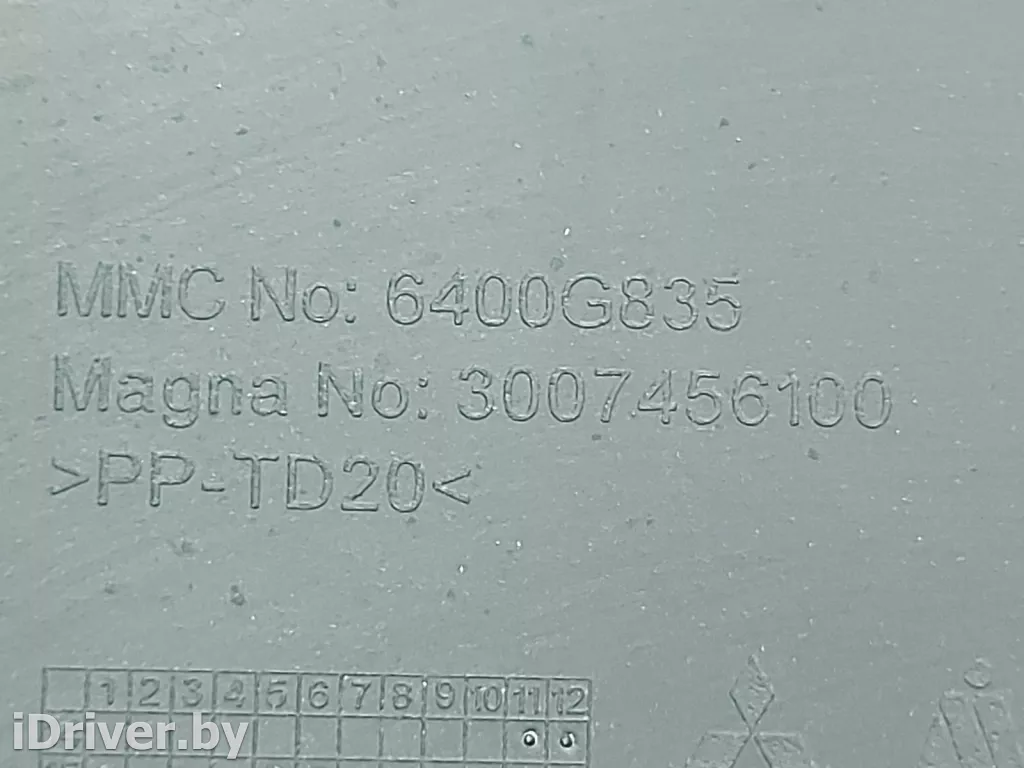 MMC No: 6400G835
Magna No: 3007456100
>PP-TD20<
1 2 3 4 5 6 7 8 9 10 11 12
iDriver.by